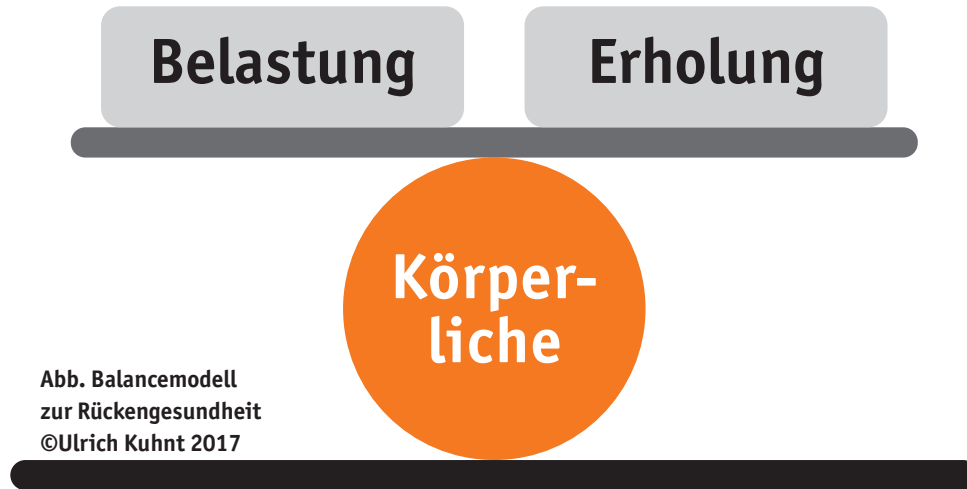 Belastung Erholung
Körper-
liche
Abb. Balancemodell
zur Rückengesundheit
©Ulrich Kuhnt 2017